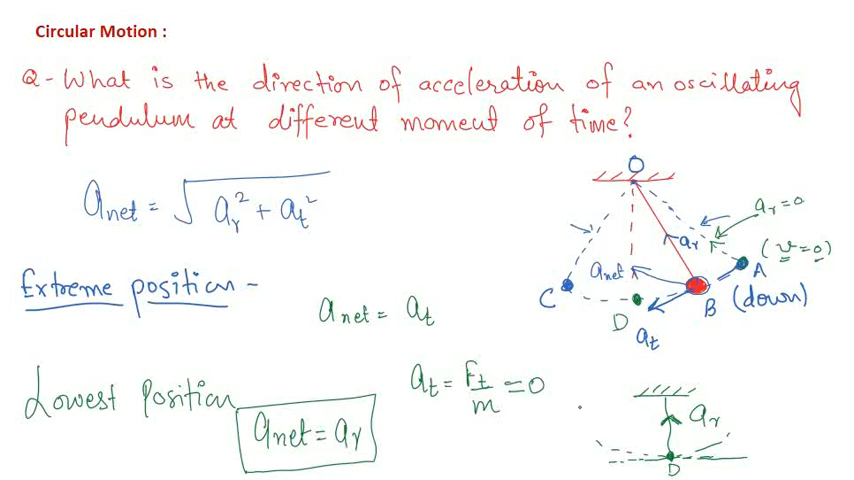 Circular Motion :
Q - What is the direction of acceleration of an oscillating
pendulum at different moment of time?
a_net = √(a_r² + a_t²)
Extreme position -
a_net = a_t
Lowest Position
a_net = a_r
a_t = F_t/m = 0
O
a_r = 0
a_r
(v = 0)
A
a_net
C
B
(down)
D
a_t
a_r
D